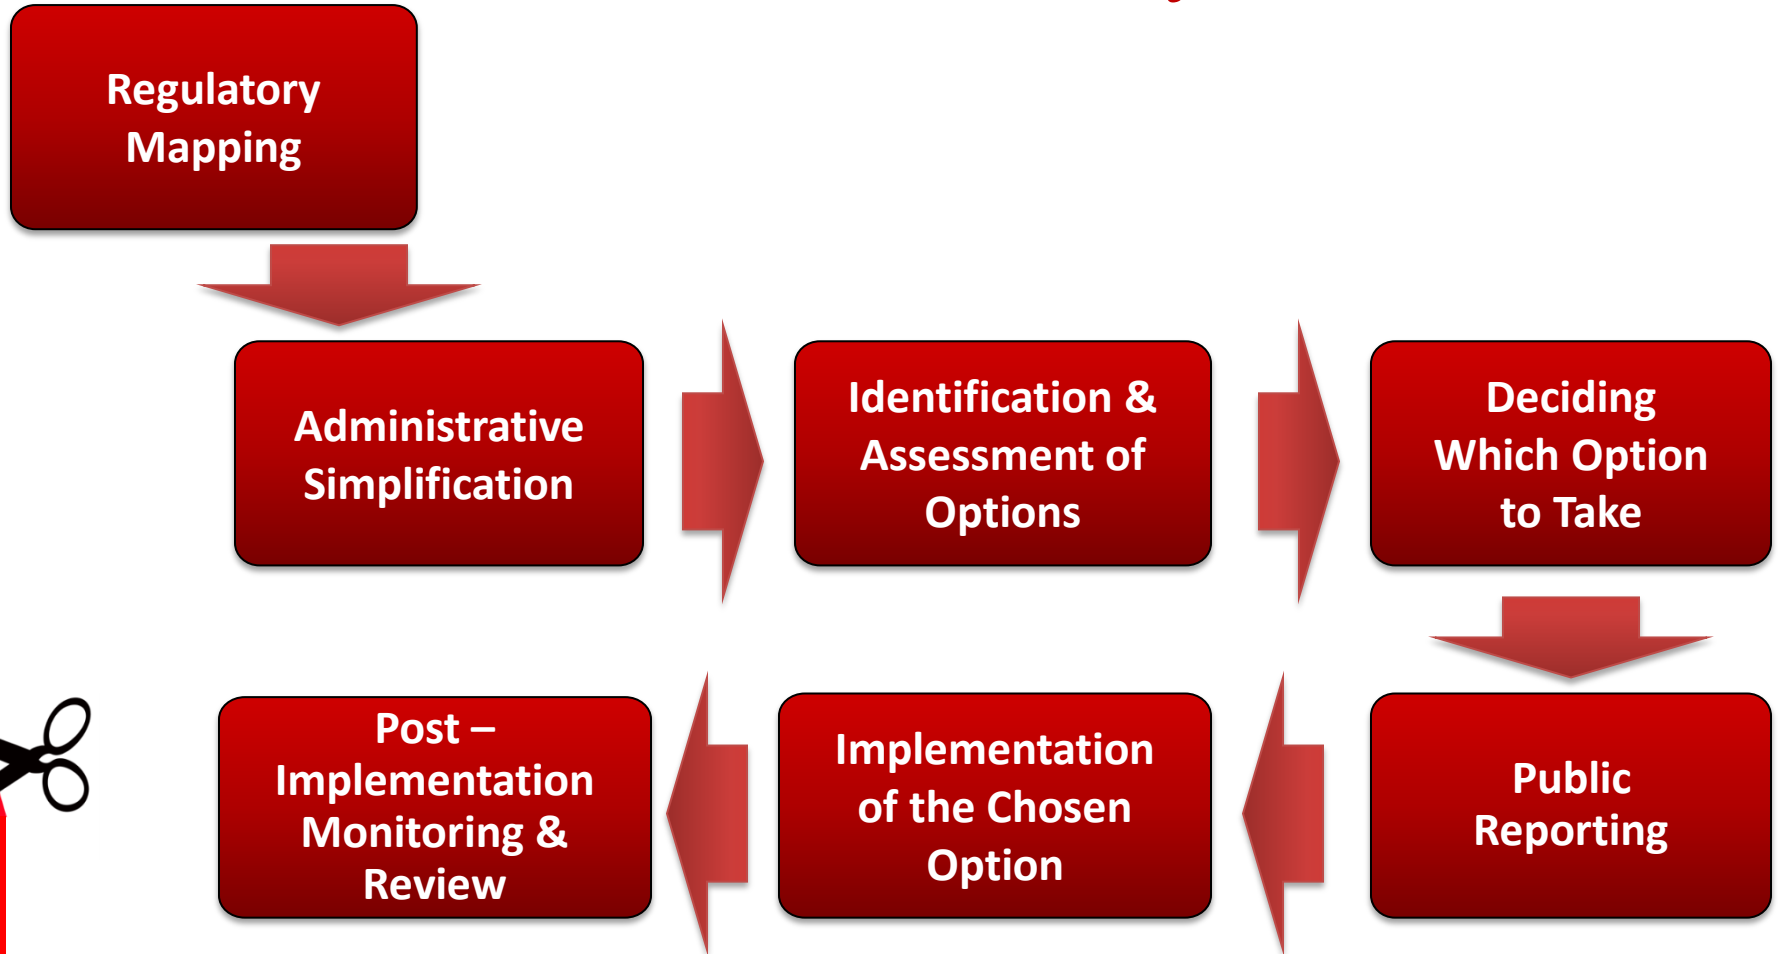 Regulatory
Mapping
Administrative
Simplification
Identification &
Assessment of
Options
Deciding
Which Option
to Take
Public
Reporting
Implementation
of the Chosen
Option
Post –
Implementation
Monitoring &
Review